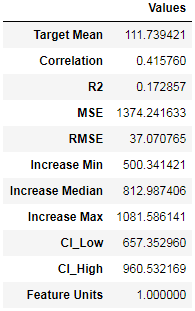 Values
Target Mean 111.739421
Correlation 0.415760
R2 0.172857
MSE 1374.241633
RMSE 37.070765
Increase Min 500.341421
Increase Median 812.987406
Increase Max 1081.586141
CI_Low 657.352960
CI_High 960.532169
Feature Units 1.000000